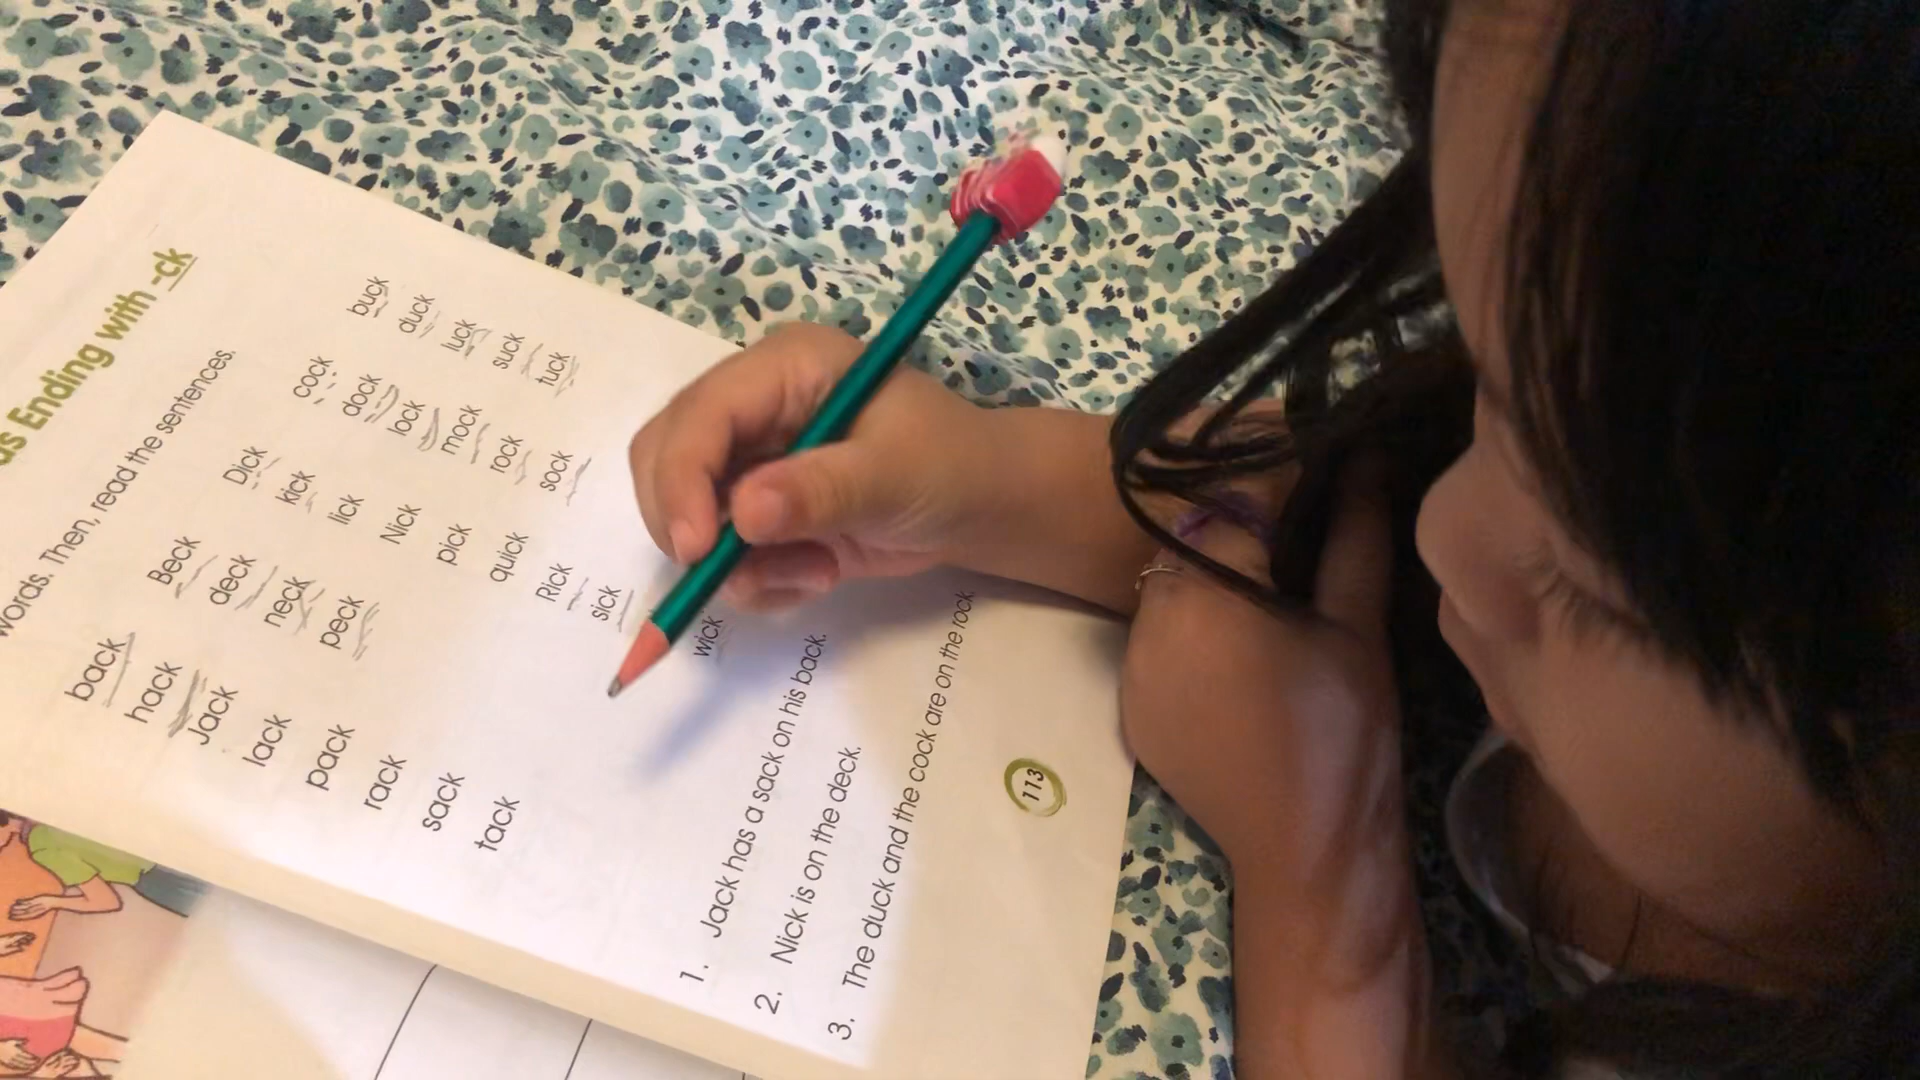 ds Ending with -ck
words. Then, read the sentences.
back Beck Dick cock buck
hack deck kick dock duck
Jack neck lick lock luck
lack peck Nick mock suck
pack pick rock tuck
rack quick sock
sack Rick
tack sick
wick
1. Jack has a sack on his back.
2. Nick is on the deck.
3. The duck and the cock are on the rock.
113